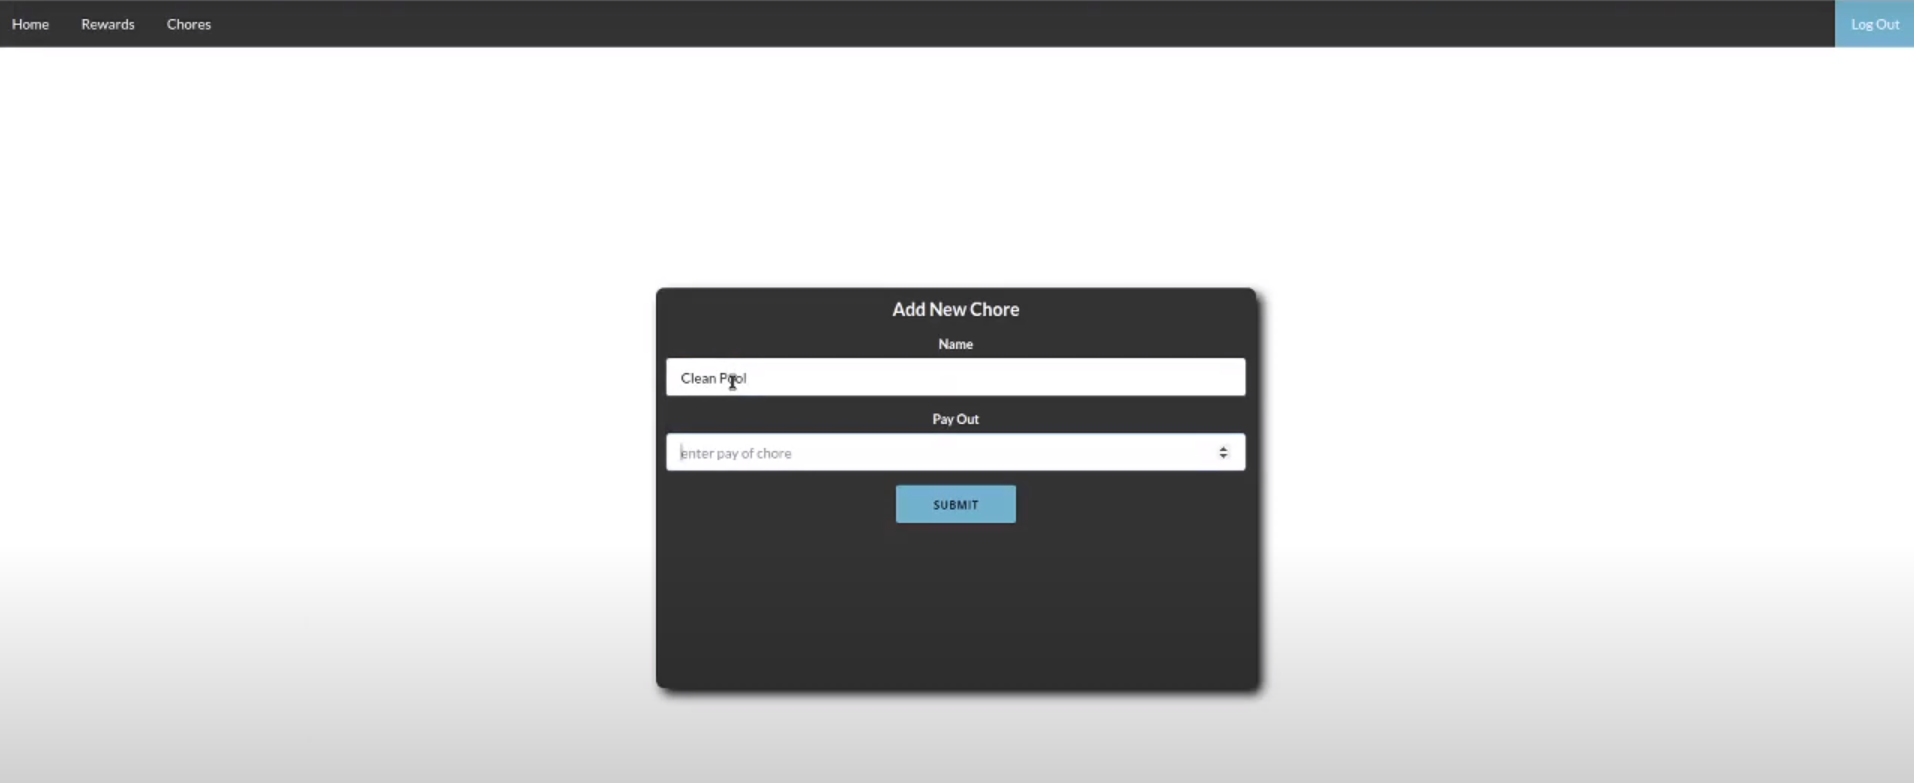 Home Rewards Chores Log Out
Add New Chore
Name
Clean Pool
Pay Out
enter pay of chore
SUBMIT